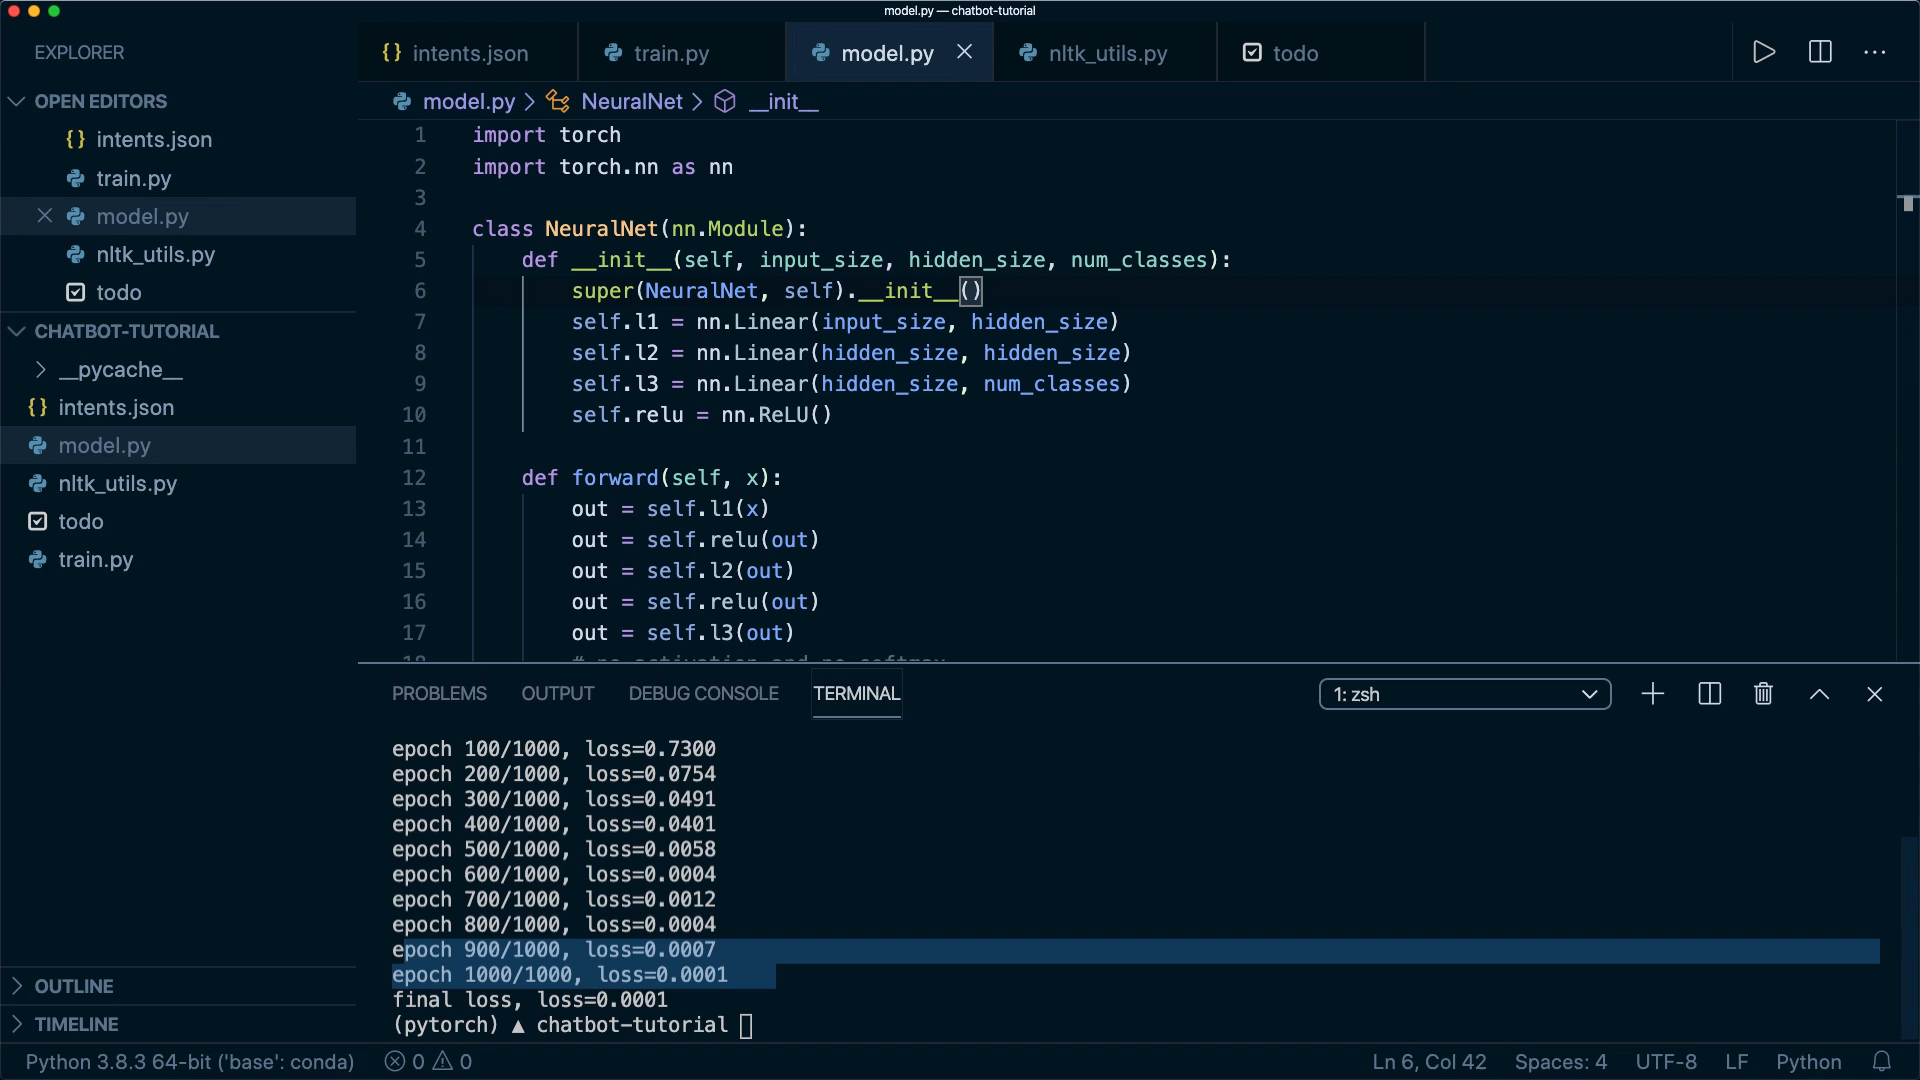 model.py — chatbot-tutorial
EXPLORER
OPEN EDITORS
{} intents.json
train.py
model.py
nltk_utils.py
todo
CHATBOT-TUTORIAL
__pycache__
{} intents.json
model.py
nltk_utils.py
todo
train.py
OUTLINE
TIMELINE
{} intents.json
train.py
model.py
nltk_utils.py
todo
model.py > NeuralNet > __init__
1 import torch
2 import torch.nn as nn
3
4 class NeuralNet(nn.Module):
5 def __init__(self, input_size, hidden_size, num_classes):
6 super(NeuralNet, self).__init__()
7 self.l1 = nn.Linear(input_size, hidden_size)
8 self.l2 = nn.Linear(hidden_size, hidden_size)
9 self.l3 = nn.Linear(hidden_size, num_classes)
10 self.relu = nn.ReLU()
11
12 def forward(self, x):
13 out = self.l1(x)
14 out = self.relu(out)
15 out = self.l2(out)
16 out = self.relu(out)
17 out = self.l3(out)
18 # no activation and no softmax
PROBLEMS OUTPUT DEBUG CONSOLE TERMINAL 1: zsh
epoch 100/1000, loss=0.7300
epoch 200/1000, loss=0.0754
epoch 300/1000, loss=0.0491
epoch 400/1000, loss=0.0401
epoch 500/1000, loss=0.0058
epoch 600/1000, loss=0.0004
epoch 700/1000, loss=0.0012
epoch 800/1000, loss=0.0004
epoch 900/1000, loss=0.0007
epoch 1000/1000, loss=0.0001
final loss, loss=0.0001
(pytorch) ▲ chatbot-tutorial
Python 3.8.3 64-bit ('base': conda) 0 0 Ln 6, Col 42 Spaces: 4 UTF-8 LF Python